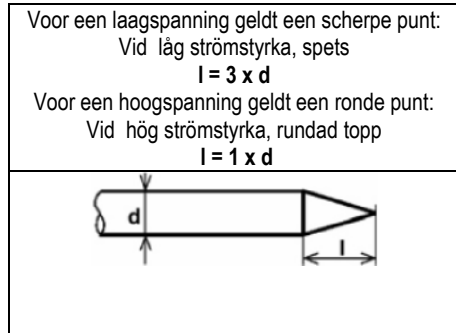 Voor een laagspanning geldt een scherpe punt:
Vid låg strömstyrka, spets
l = 3 x d
Voor een hoogspanning geldt een ronde punt:
Vid hög strömstyrka, rundad topp
l = 1 x d
d
l